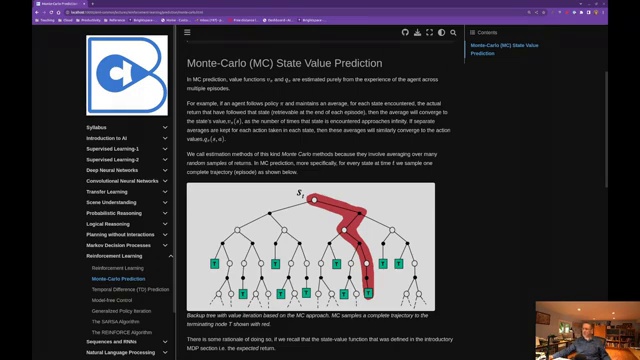 Contents
Monte-Carlo (MC) State Value
Prediction
Syllabus
Introduction to AI
Supervised Learning-1
Supervised Learning-2
Deep Neural Networks
Convolutional Neural Networks
Transfer Learning
Scene Understanding
Probabilistic Reasoning
Logical Reasoning
Planning without Interactions
Markov Decision Processes
Reinforcement Learning
Reinforcement Learning
Monte-Carlo Prediction
Temporal Difference (TD) Prediction
Model-free Control
Generalized Policy Iteration
The SARSA Algorithm
The REINFORCE Algorithm
Sequences and RNNs
Natural Language Processing
Monte-Carlo (MC) State Value Prediction
In MC prediction, value functions vπ and qπ are estimated purely from the experience of the agent across
multiple episodes.
For example, if an agent follows policy π and maintains an average, for each state encountered, the actual
return that have followed that state (retrievable at the end of each episode), then the average will converge
to the state's value, vπ(s), as the number of times that state is encountered approaches infinity. If separate
averages are kept for each action taken in each state, then these averages will similarly converge to the action
values, qπ(s, a).
We call estimation methods of this kind Monte Carlo methods because they involve averaging over many
random samples of returns. In MC prediction, more specifically, for every state at time t we sample one
complete trajectory (episode) as shown below.
St
T
T
T
T
T
T
T
T
T
T
Backup tree with value iteration based on the MC approach. MC samples a complete trajectory to the
terminating node T shown with red.
There is some rationale of doing so, if we recall that the state-value function that was defined in the introductory
MDP section i.e. the expected return.